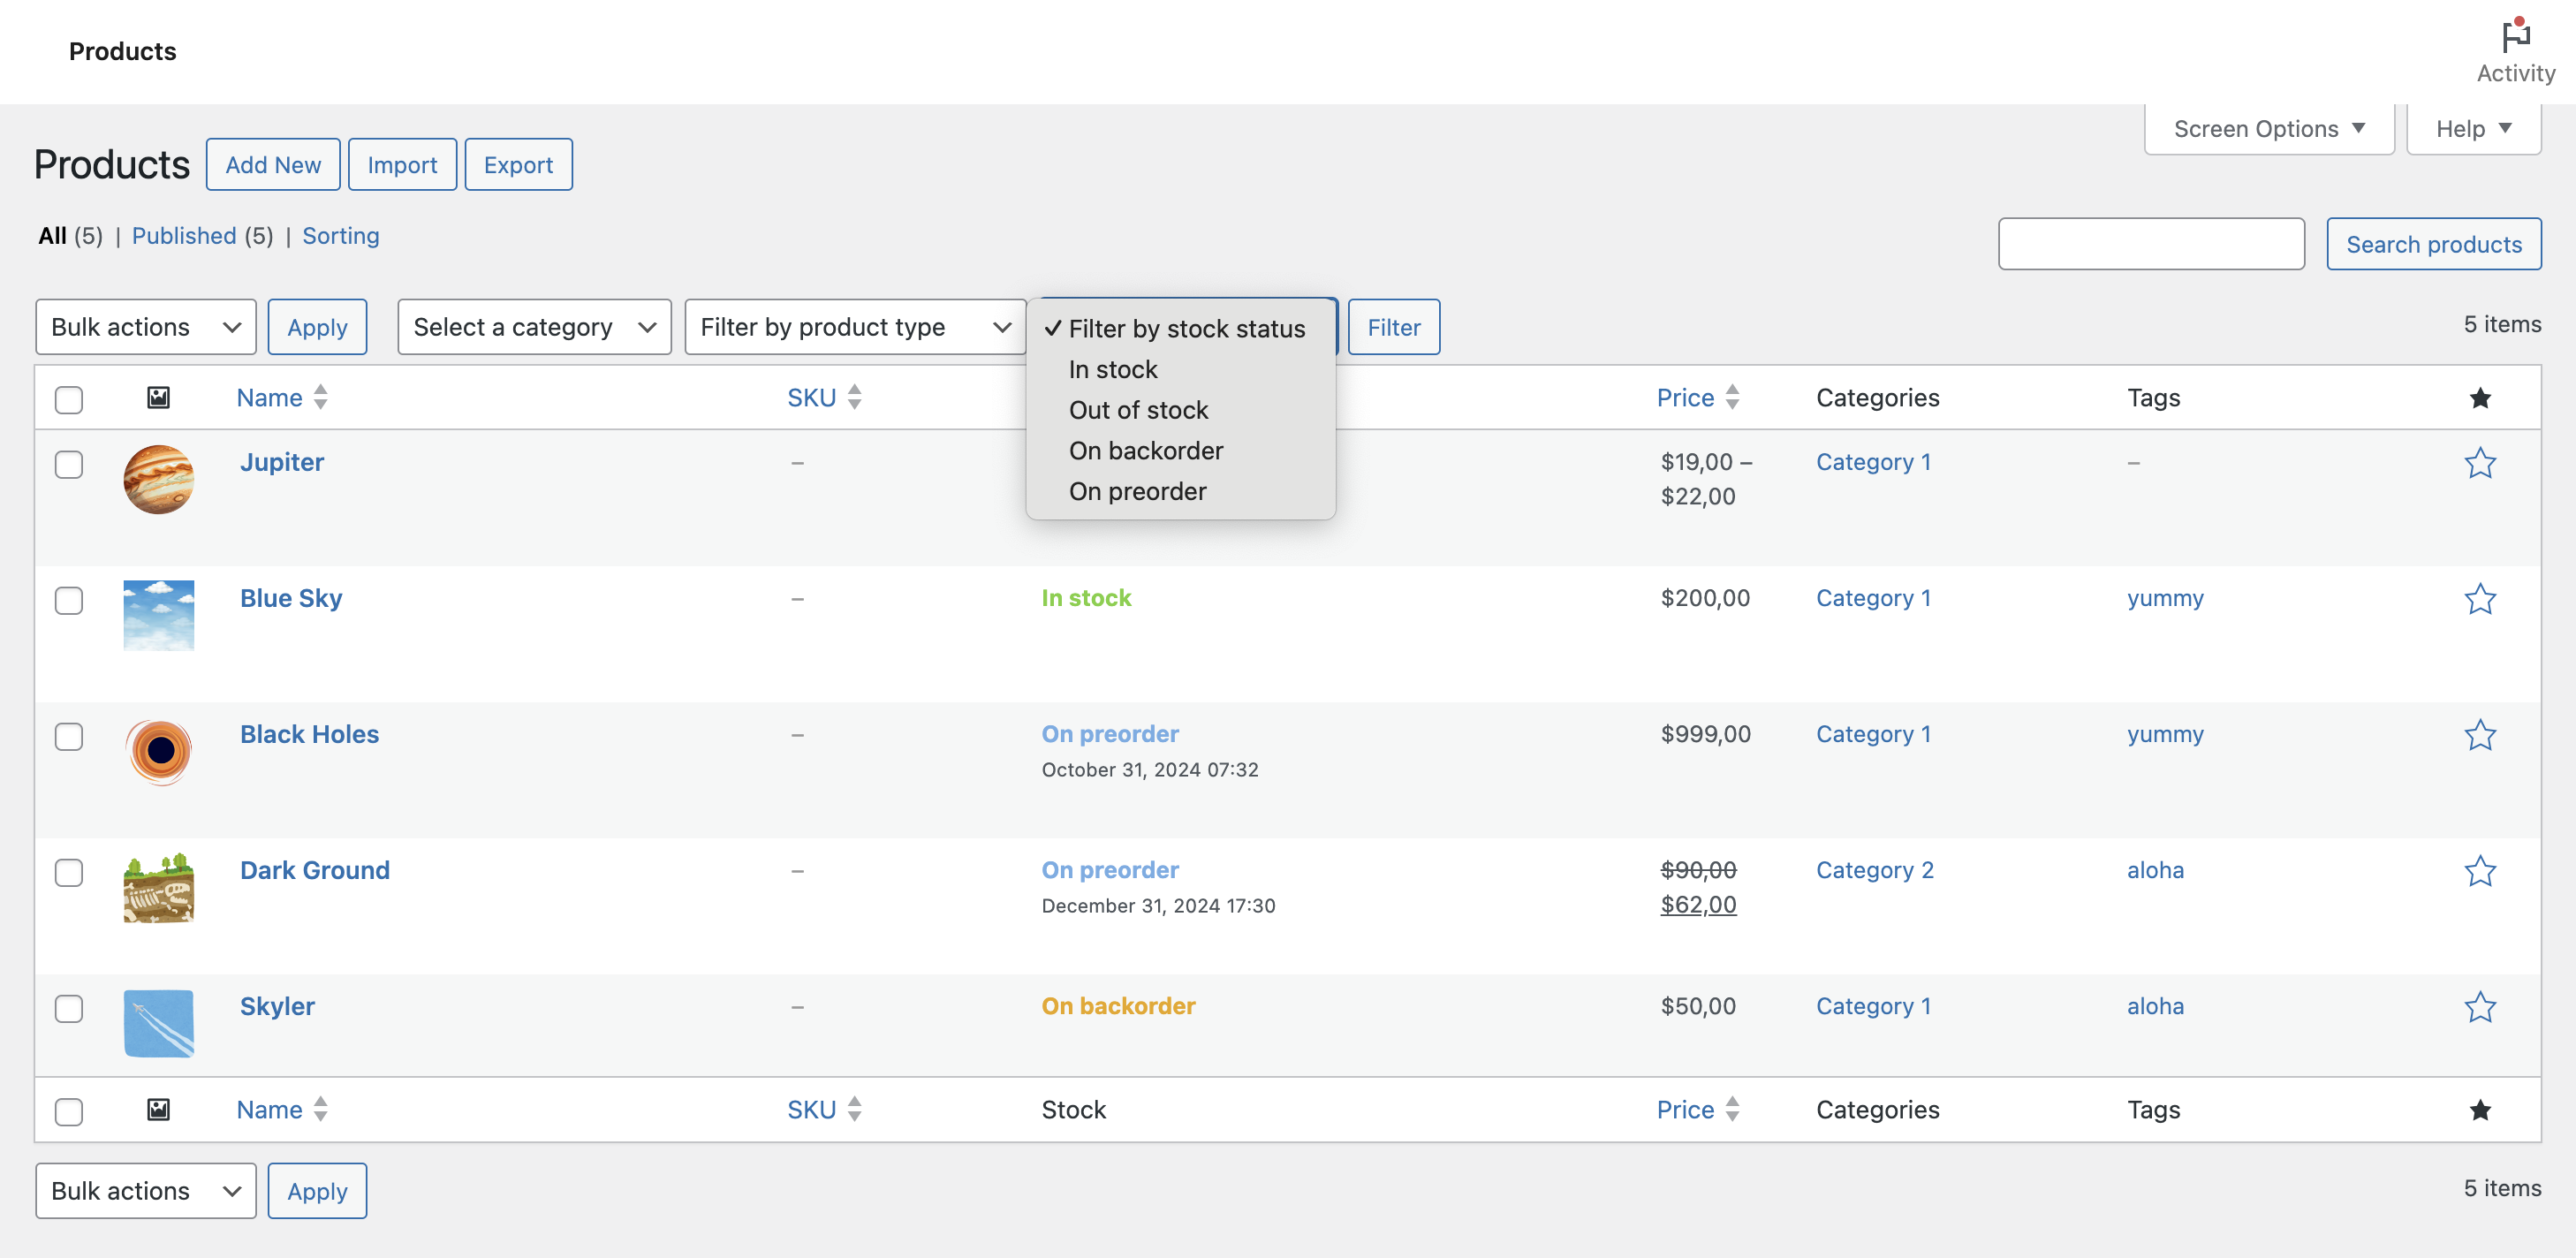 Products
Activity
Screen Options
Help
Products
Add New
Import
Export
All (5) | Published (5) | Sorting
Search products
Bulk actions
Apply
Select a category
Filter by product type
✓ Filter by stock status
In stock
Out of stock
On backorder
On preorder
Filter
5 items
Name
SKU
Price
Categories
Tags
Jupiter
–
$19,00 –
$22,00
Category 1
–
Blue Sky
–
In stock
$200,00
Category 1
yummy
Black Holes
–
On preorder
October 31, 2024 07:32
$999,00
Category 1
yummy
Dark Ground
–
On preorder
December 31, 2024 17:30
$90,00
$62,00
Category 2
aloha
Skyler
–
On backorder
$50,00
Category 1
aloha
Name
SKU
Stock
Price
Categories
Tags
Bulk actions
Apply
5 items